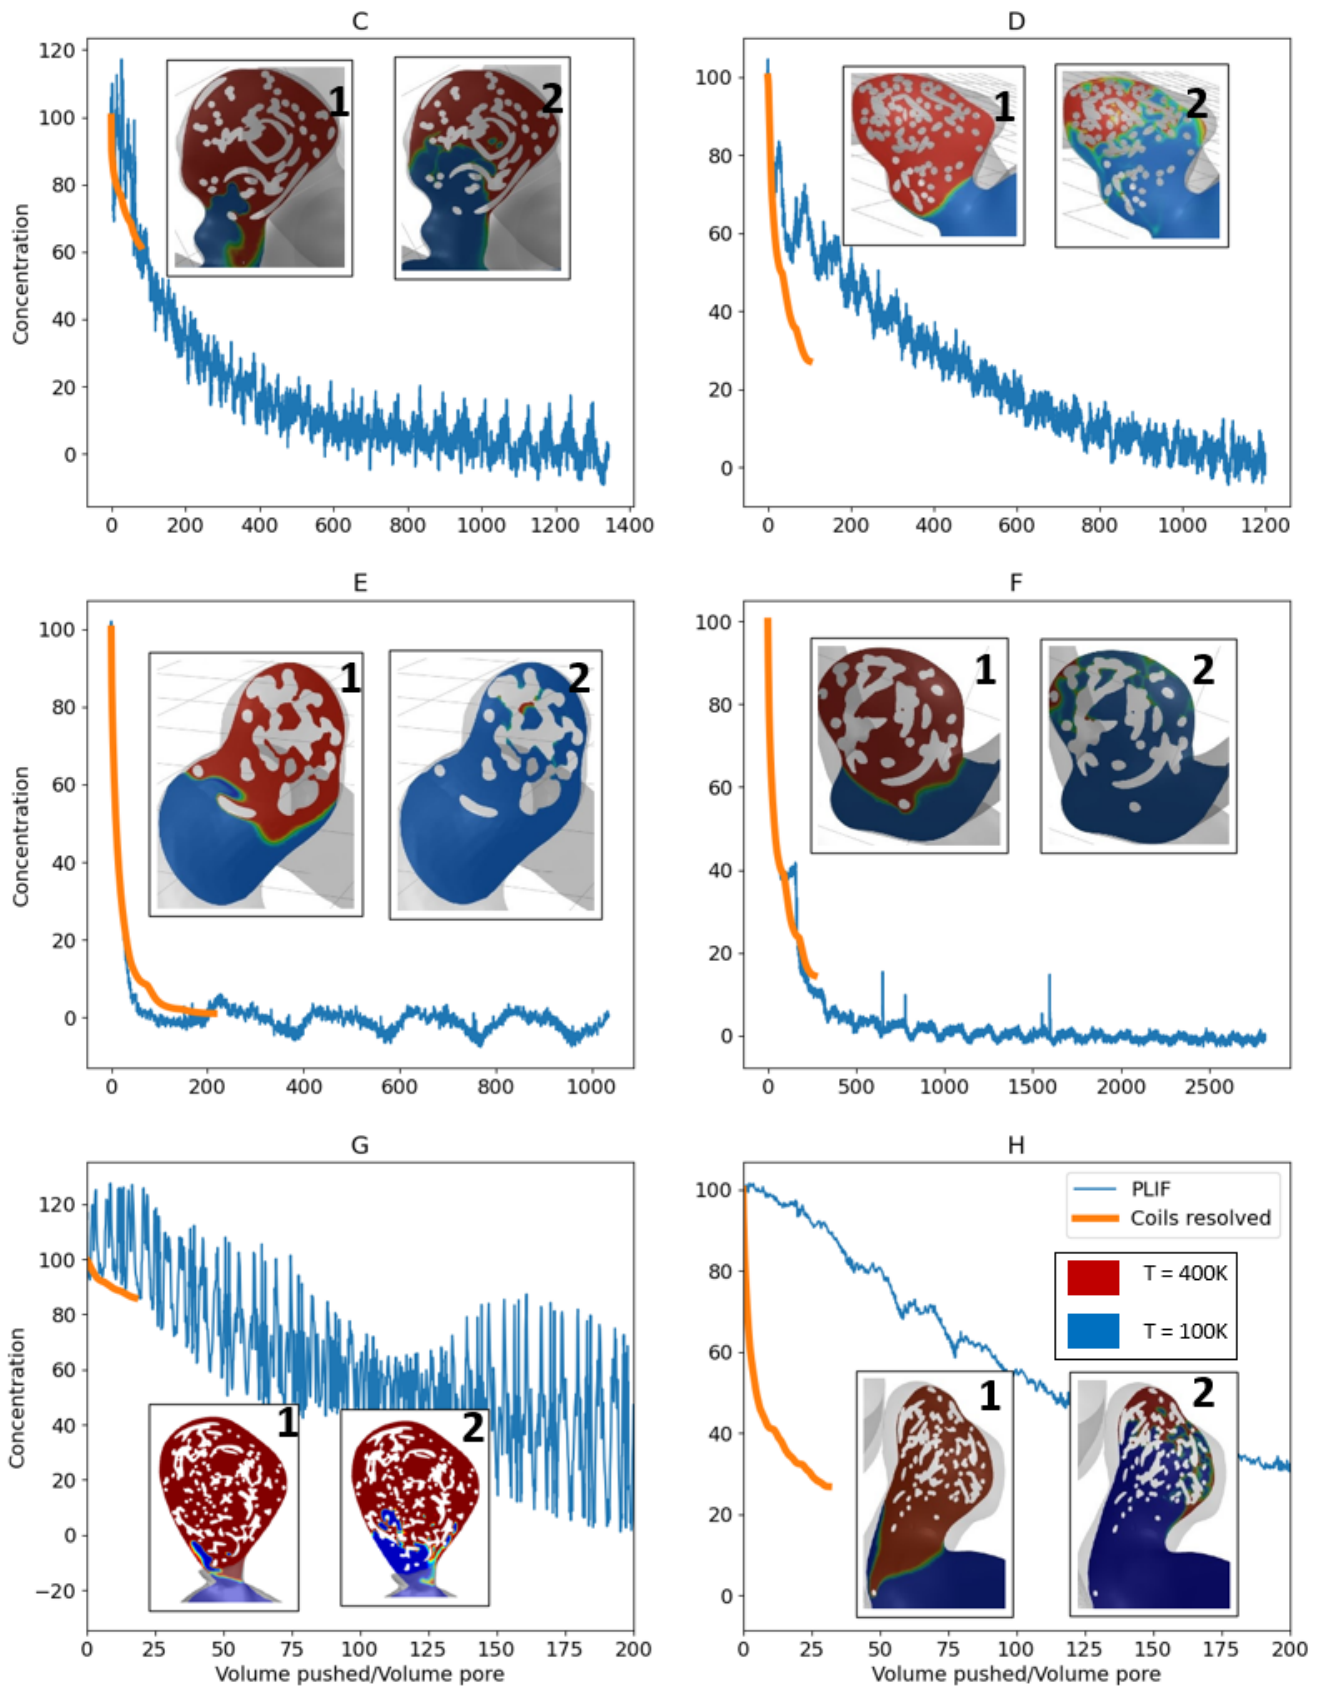 C
120
100
80
60
40
20
0
Concentration
1
2
0 200 400 600 800 1000 1200 1400
D
100
80
60
40
20
0
1
2
0 200 400 600 800 1000 1200
E
100
80
60
40
20
0
Concentration
1
2
0 200 400 600 800 1000
F
100
80
60
40
20
0
1
2
0 500 1000 1500 2000 2500
G
120
100
80
60
40
20
0
−20
Concentration
1
2
0 25 50 75 100 125 150 175 200
Volume pushed/Volume pore
H
100
80
60
40
20
0
PLIF
Coils resolved
T = 400K
T = 100K
1
2
0 25 50 75 100 125 150 175 200
Volume pushed/Volume pore